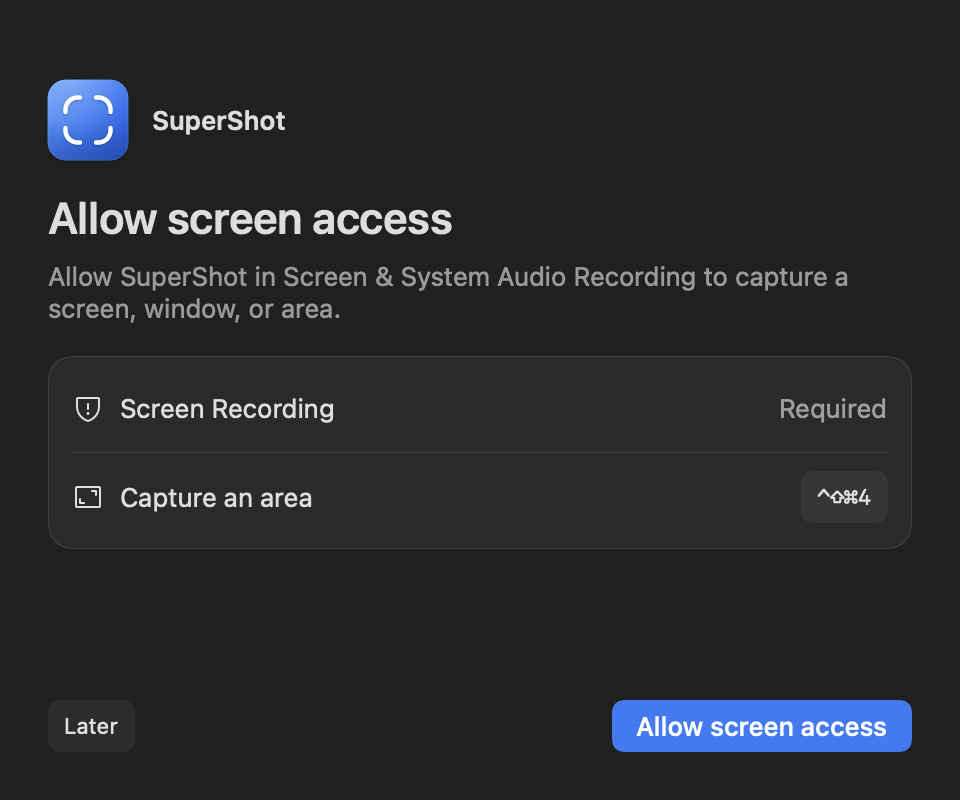 SuperShot
Allow screen access
Allow SuperShot in Screen & System Audio Recording to capture a
screen, window, or area.
Screen Recording
Required
Capture an area
^⇧⌘4
Later
Allow screen access